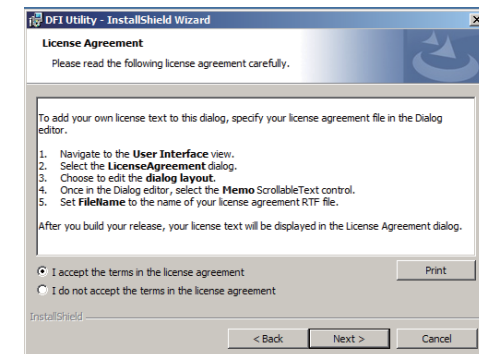 DFI Utility - InstallShield Wizard
License Agreement
Please read the following license agreement carefully.
To add your own license text to this dialog, specify your license agreement file in the Dialog
editor.
1. Navigate to the User Interface view.
2. Select the LicenseAgreement dialog.
3. Choose to edit the dialog layout.
4. Once in the Dialog editor, select the Memo ScrollableText control.
5. Set FileName to the name of your license agreement RTF file.
After you build your release, your license text will be displayed in the License Agreement dialog.
I accept the terms in the license agreement
Print
I do not accept the terms in the license agreement
InstallShield
< Back Next > Cancel